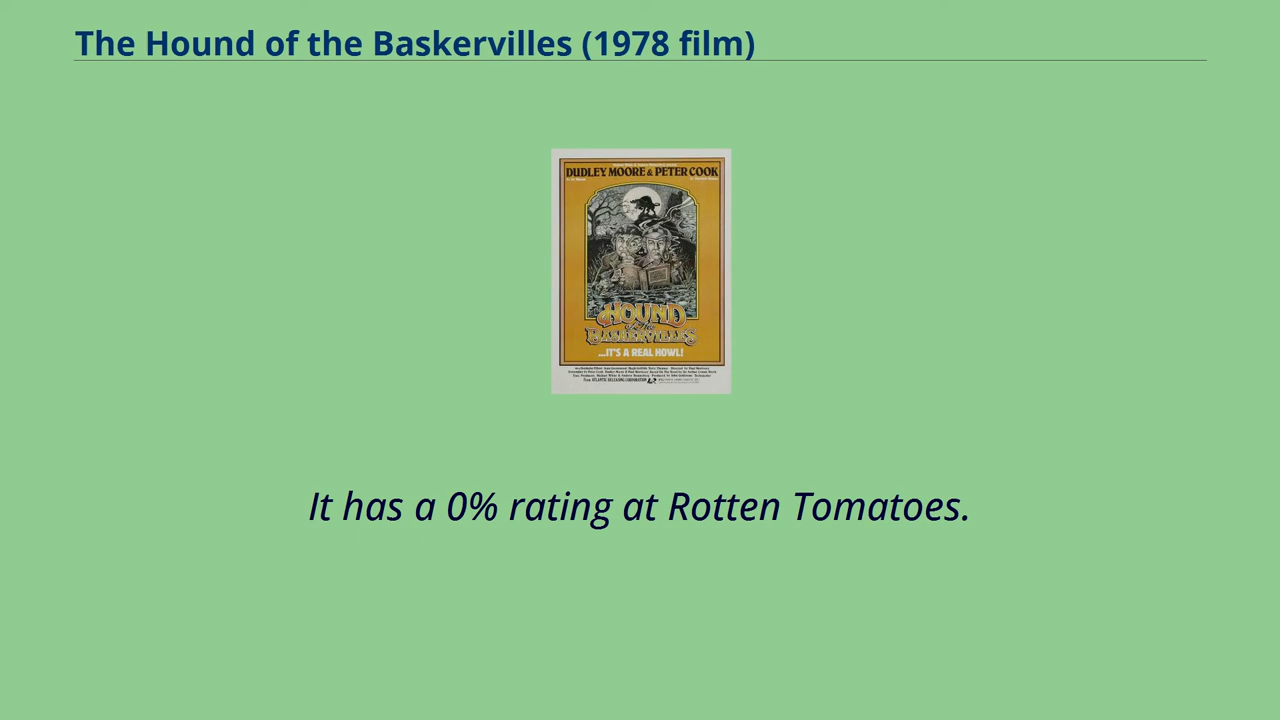 The Hound of the Baskervilles (1978 film)
DUDLEY MOORE & PETER COOK
HOUND
of the
BASKERVILLES
...IT'S A REAL HOWL!
It has a 0% rating at Rotten Tomatoes.